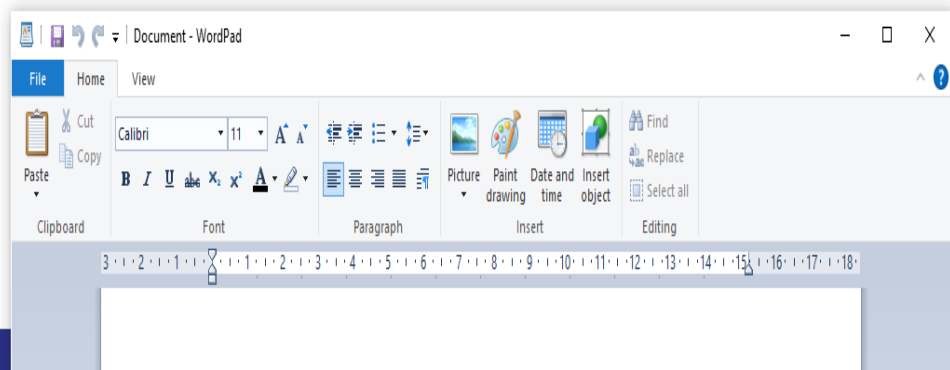 Document - WordPad
File Home View
Cut
Copy
Paste
Clipboard
Calibri 11 A A
B I U abc X₂ X² A
Font
Paragraph
Picture
Paint drawing
Date and time
Insert object
Insert
Find
Replace
Select all
Editing
3 2 1 1 2 3 4 5 6 7 8 9 10 11 12 13 14 15 16 17 18